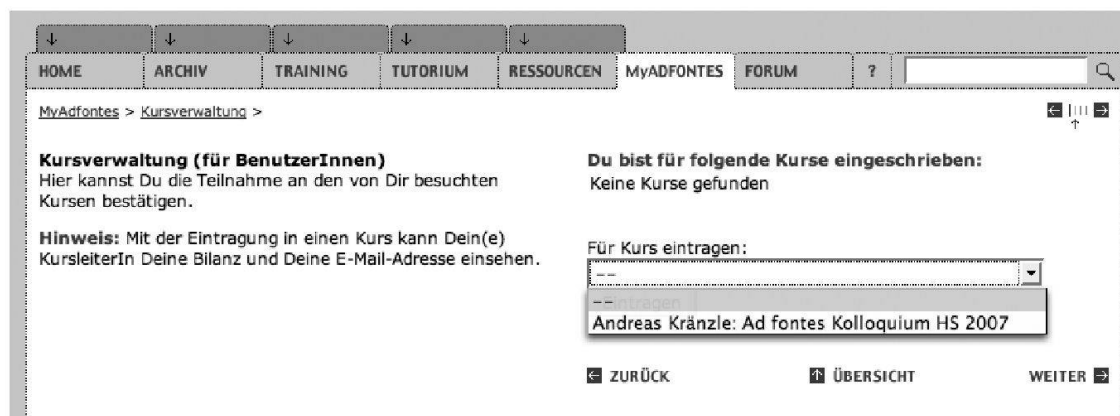 HOME ARCHIV TRAINING TUTORIUM RESSOURCEN MYADFONTES FORUM ?
MyAdfontes > Kursverwaltung >
Kursverwaltung (für BenutzerInnen)
Hier kannst Du die Teilnahme an den von Dir besuchten
Kursen bestätigen.
Hinweis: Mit der Eintragung in einen Kurs kann Dein(e)
KursleiterIn Deine Bilanz und Deine E-Mail-Adresse einsehen.
Du bist für folgende Kurse eingeschrieben:
Keine Kurse gefunden
Für Kurs eintragen:
--
--
Eintragen
Andreas Kränzle: Ad fontes Kolloquium HS 2007
ZURÜCK ÜBERSICHT WEITER